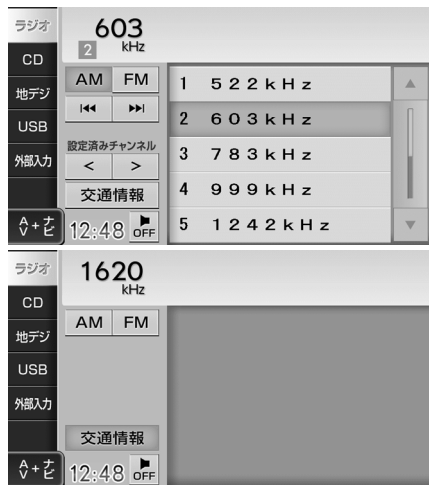 ラジオ
603
2 kHz
CD
地デジ
USB
外部入力
A V + ナビ
AM FM
設定済みチャンネル
< >
交通情報
12:48 OFF
1 522kHz
2 603kHz
3 783kHz
4 999kHz
5 1242kHz
ラジオ
1620
kHz
CD
地デジ
USB
外部入力
A V + ナビ
AM FM
交通情報
12:48 OFF